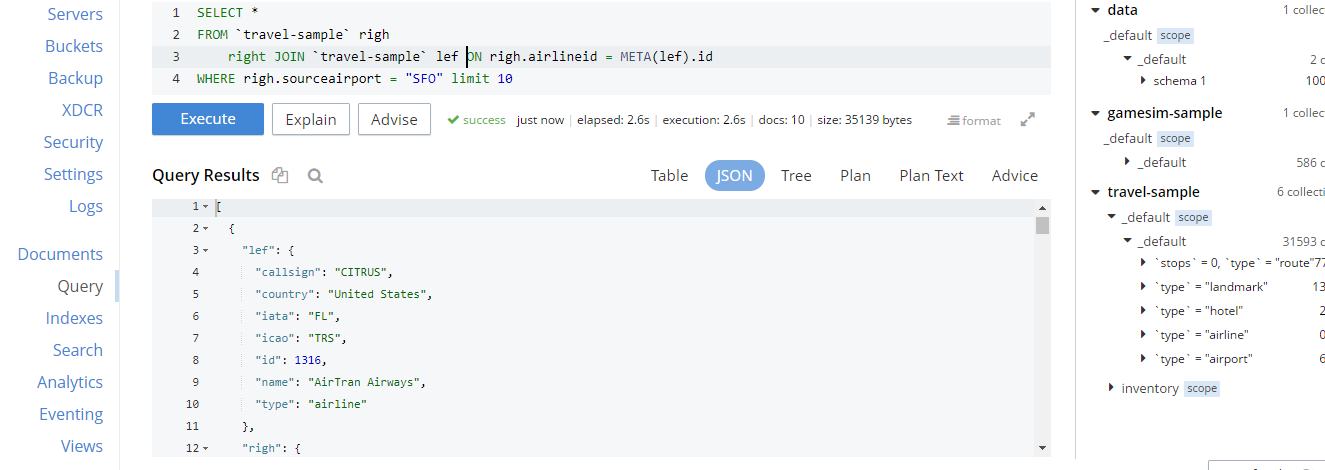 Servers
Buckets
Backup
XDCR
Security
Settings
Logs
Documents
Query
Indexes
Search
Analytics
Eventing
Views
1 SELECT *
2 FROM `travel-sample` righ
3 right JOIN `travel-sample` lef ON righ.airlineid = META(lef).id
4 WHERE righ.sourceairport = "SFO" limit 10
Execute Explain Advise success just now | elapsed: 2.6s | execution: 2.6s | docs: 10 | size: 35139 bytes format
Query Results Table JSON Tree Plan Plan Text Advice
1 [
2 {
3 "lef": {
4 "callsign": "CITRUS",
5 "country": "United States",
6 "iata": "FL",
7 "icao": "TRS",
8 "id": 1316,
9 "name": "AirTran Airways",
10 "type": "airline"
11 },
12 "righ": {
data 1 collec
_default scope
_default 2 c
schema 1 100
gamesim-sample 1 collec
_default scope
_default 586 c
travel-sample 6 collecti
_default scope
_default 31593 c
`stops` = 0, `type` = "route"77
`type` = "landmark" 13
`type` = "hotel" 2
`type` = "airline" 0
`type` = "airport" 6
inventory scope